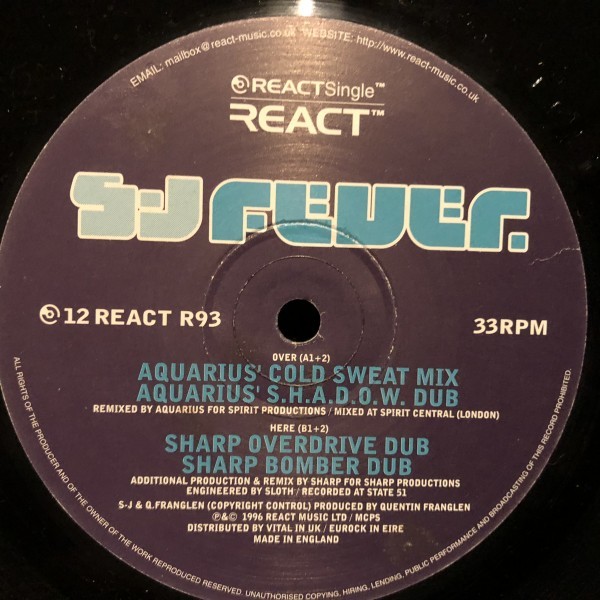 EMAIL: mailbox@react-music.co.uk WEBSITE: http://www.react-music.co.uk
REACTSingle™
REACT™
S-J FEVER.
12 REACT R93
33RPM
OVER (A1+2)
AQUARIUS' COLD SWEAT MIX
AQUARIUS' S.H.A.D.O.W. DUB
REMIXED BY AQUARIUS FOR SPIRIT PRODUCTIONS / MIXED AT SPIRIT CENTRAL (LONDON)
HERE (B1+2)
SHARP OVERDRIVE DUB
SHARP BOMBER DUB
ADDITIONAL PRODUCTION & REMIX BY SHARP FOR SHARP PRODUCTIONS
ENGINEERED BY SLOTH / RECORDED AT STATE 51
S-J & Q.FRANGLEN (COPYRIGHT CONTROL) PRODUCED BY QUENTIN FRANGLEN
℗&© 1996 REACT MUSIC LTD / MCPS
DISTRIBUTED BY VITAL IN UK / EUROCK IN EIRE
MADE IN ENGLAND
ALL RIGHTS OF THE PRODUCER AND OF THE OWNER OF THE WORK REPRODUCED RESERVED. UNAUTHORISED COPYING, HIRING, LENDING, PUBLIC PERFORMANCE AND BROADCASTING OF THIS RECORD PROHIBITED.